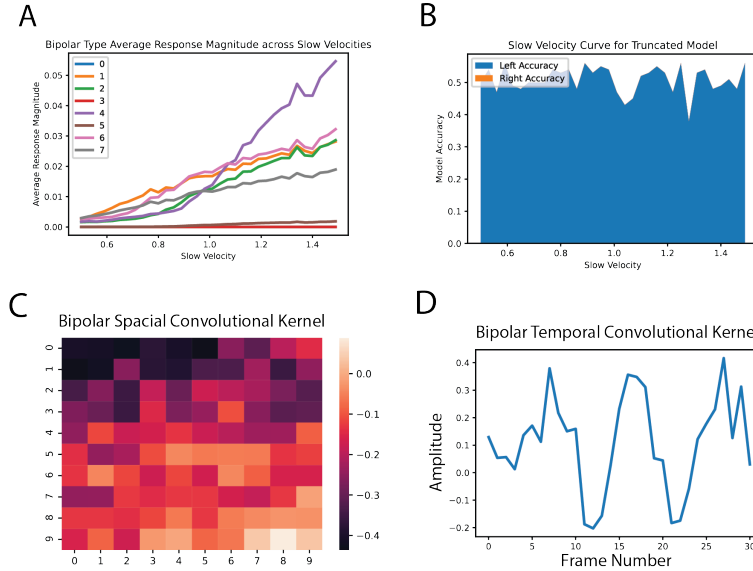 A
Bipolar Type Average Response Magnitude across Slow Velocities
0
1
2
3
4
5
6
7
0.05
0.04
0.03
0.02
0.01
0.00
Average Response Magnitude
0.6 0.8 1.0 1.2 1.4
Slow Velocity
B
Slow Velocity Curve for Truncated Model
Left Accuracy
Right Accuracy
0.5
0.4
0.3
0.2
0.1
0.0
Model Accuracy
0.6 0.8 1.0 1.2 1.4
Slow Velocity
C
Bipolar Spacial Convolutional Kernel
0
1
2
3
4
5
6
7
8
9
0 1 2 3 4 5 6 7 8 9
0.0
−0.1
−0.2
−0.3
−0.4
D
Bipolar Temporal Convolutional Kerne
0.4
0.3
0.2
0.1
0.0
−0.1
−0.2
Amplitude
0 5 10 15 20 25 30
Frame Number